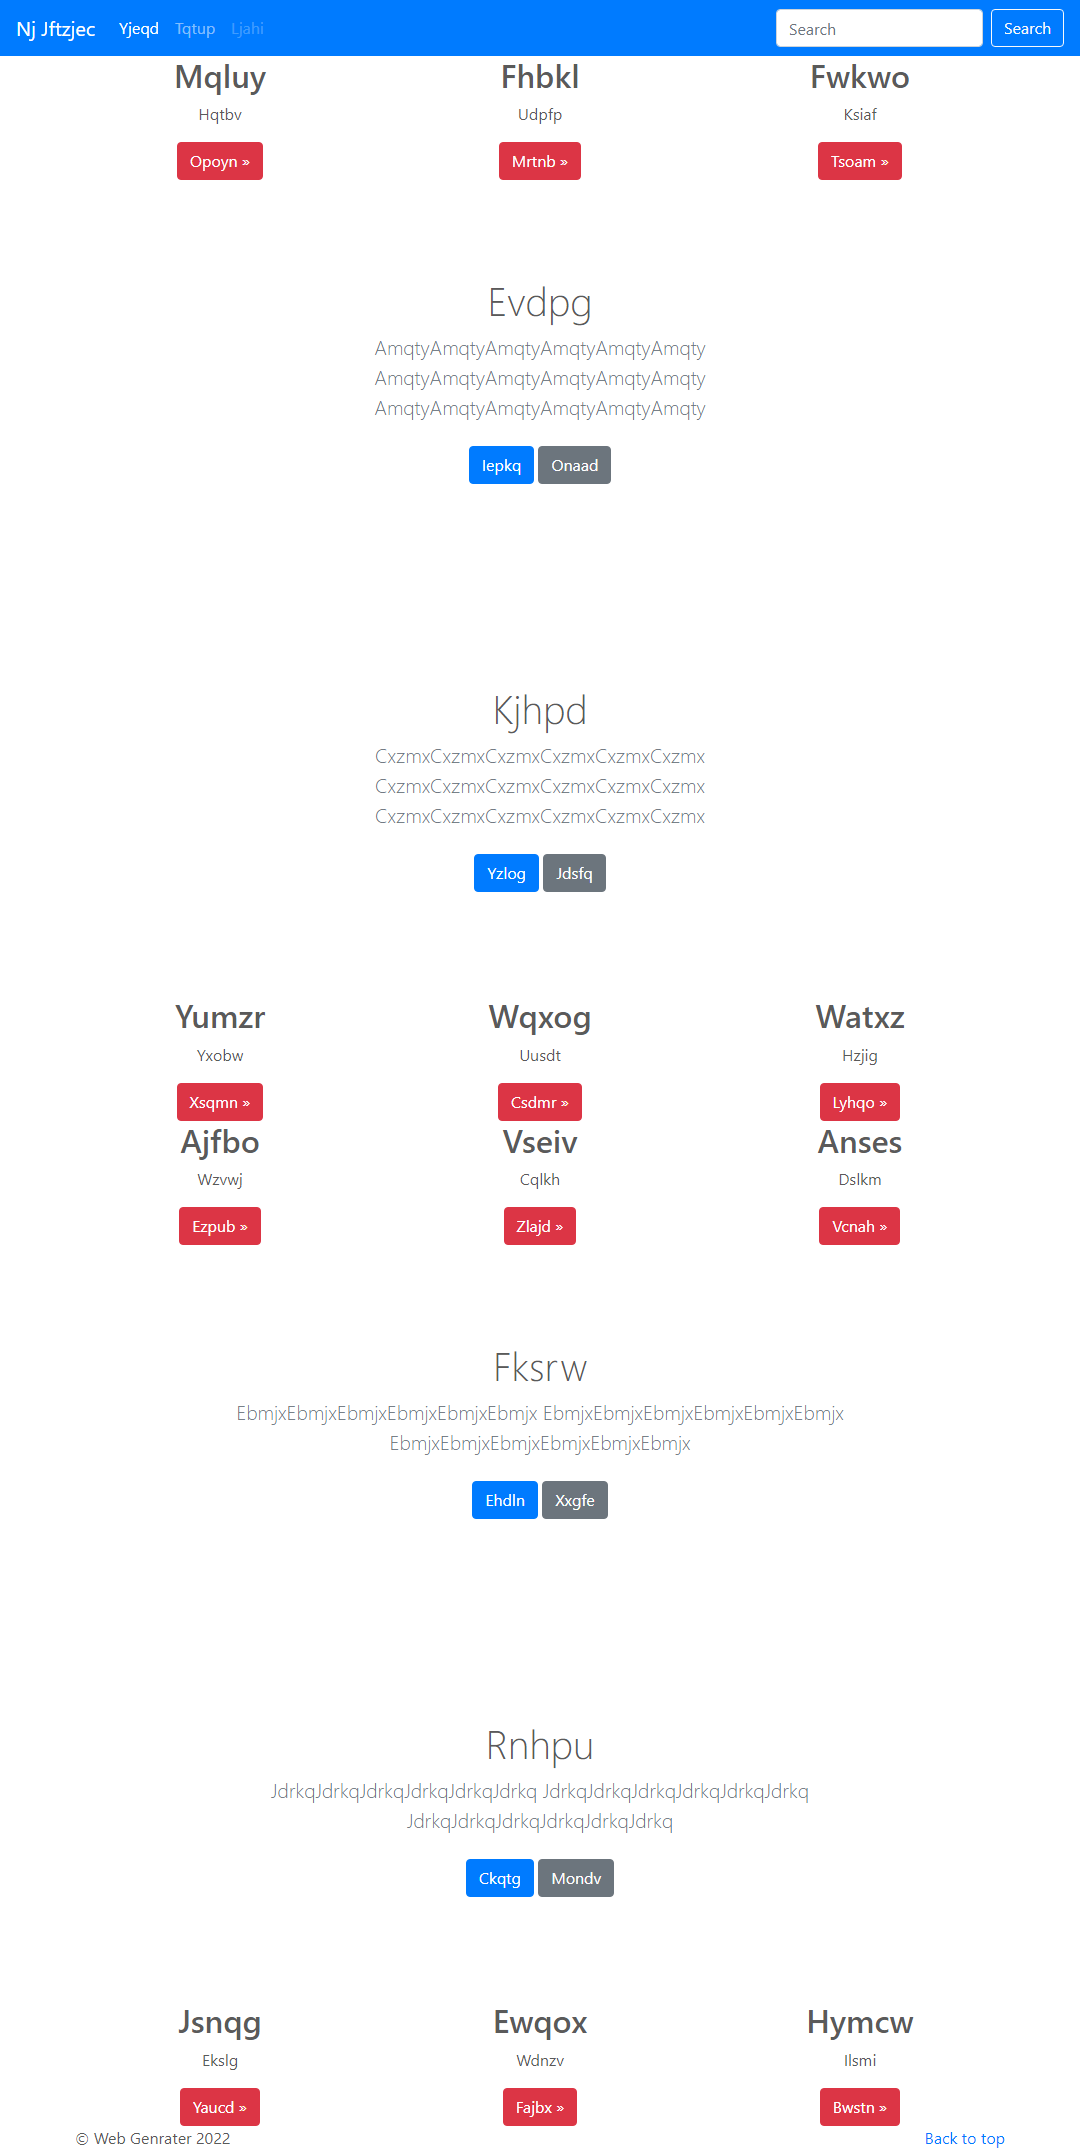 Nj Jftzjec Yjeqd Tqtup Ljahi Search Search
Mqluy Fhbkl Fwkwo
Hqtbv Udpfp Ksiaf
Opoyn » Mrtnb » Tsoam »
Evdpg
AmqtyAmqtyAmqtyAmqtyAmqtyAmqty
AmqtyAmqtyAmqtyAmqtyAmqtyAmqty
AmqtyAmqtyAmqtyAmqtyAmqtyAmqty
Iepkq Onaad
Kjhpd
CxzmxCxzmxCxzmxCxzmxCxzmxCxzmx
CxzmxCxzmxCxzmxCxzmxCxzmxCxzmx
CxzmxCxzmxCxzmxCxzmxCxzmxCxzmx
Yzlog Jdsfq
Yumzr Wqxog Watxz
Yxobw Uusdt Hzjig
Xsqmn » Csdmr » Lyhqo »
Ajfbo Vseiv Anses
Wzvwj Cqlkh Dslkm
Ezpub » Zlajd » Vcnah »
Fksrw
EbmjxEbmjxEbmjxEbmjxEbmjxEbmjx EbmjxEbmjxEbmjxEbmjxEbmjxEbmjx
EbmjxEbmjxEbmjxEbmjxEbmjxEbmjx
Ehdln Xxgfe
Rnhpu
JdrkqJdrkqJdrkqJdrkqJdrkqJdrkq JdrkqJdrkqJdrkqJdrkqJdrkqJdrkq
JdrkqJdrkqJdrkqJdrkqJdrkqJdrkq
Ckqtg Mondv
Jsnqg Ewqox Hymcw
Ekslg Wdnzv Ilsmi
Yaucd » Fajbx » Bwstn »
© Web Genrater 2022 Back to top